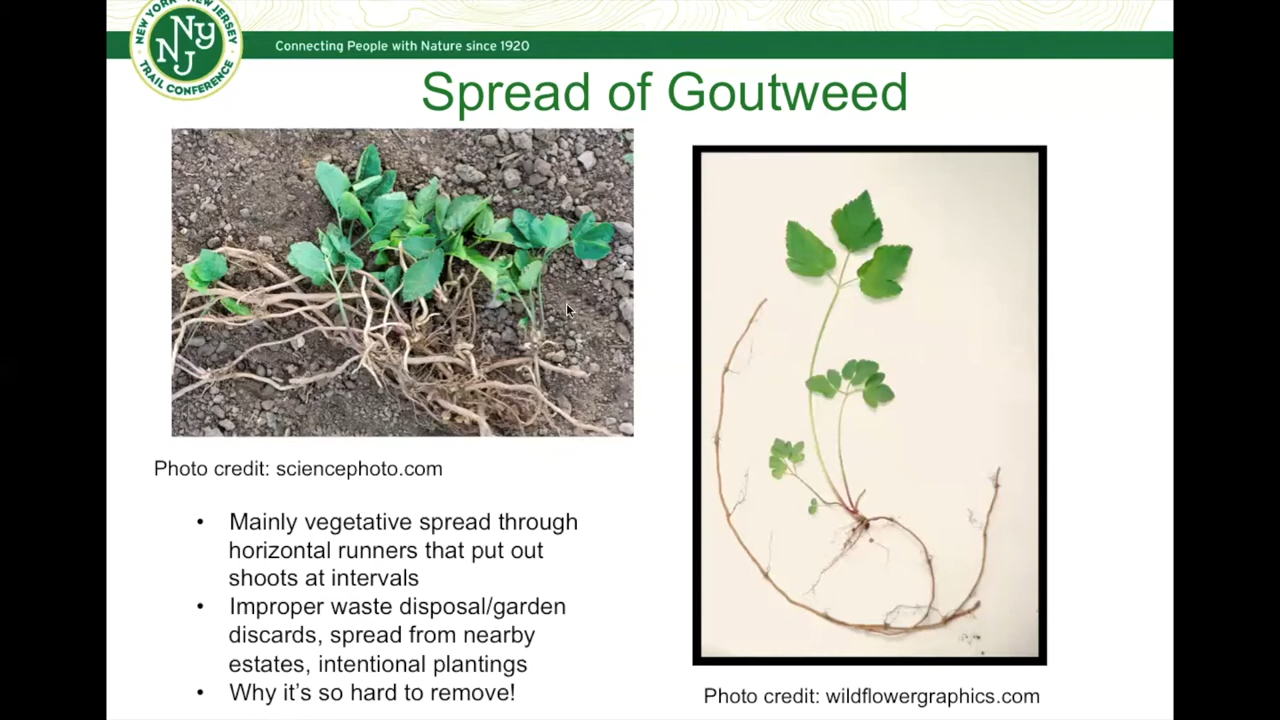 NEW YORK • NEW JERSEY
NY
NJ
TRAIL CONFERENCE
Connecting People with Nature since 1920
Spread of Goutweed
Photo credit: sciencephoto.com
• Mainly vegetative spread through
horizontal runners that put out
shoots at intervals
• Improper waste disposal/garden
discards, spread from nearby
estates, intentional plantings
• Why it’s so hard to remove!
Photo credit: wildflowergraphics.com